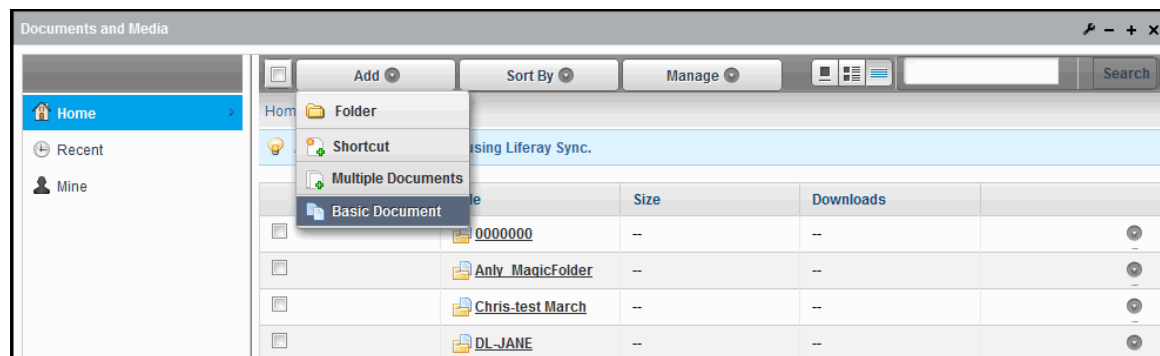 Documents and Media
Add Sort By Manage Search
Home Hom Folder
Recent Shortcut using Liferay Sync.
Mine Multiple Documents
Basic Document le Size Downloads
0000000 -- --
Anly_MagicFolder -- --
Chris-test March -- --
DL-JANE -- --